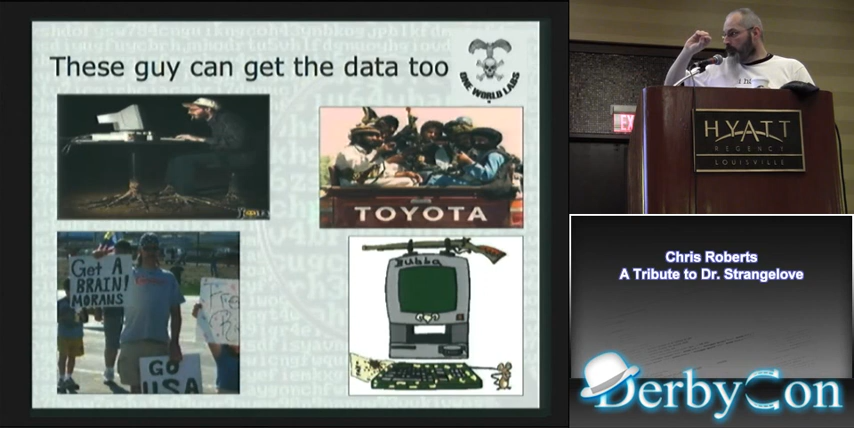 These guy can get the data too
ONE WORLD LABS
TOYOTA
Get A
BRAIN!
MORANS
GO
USA
Bubba
HYATT
REGENCY
LOUISVILLE
Chris Roberts
A Tribute to Dr. Strangelove
DerbyCon